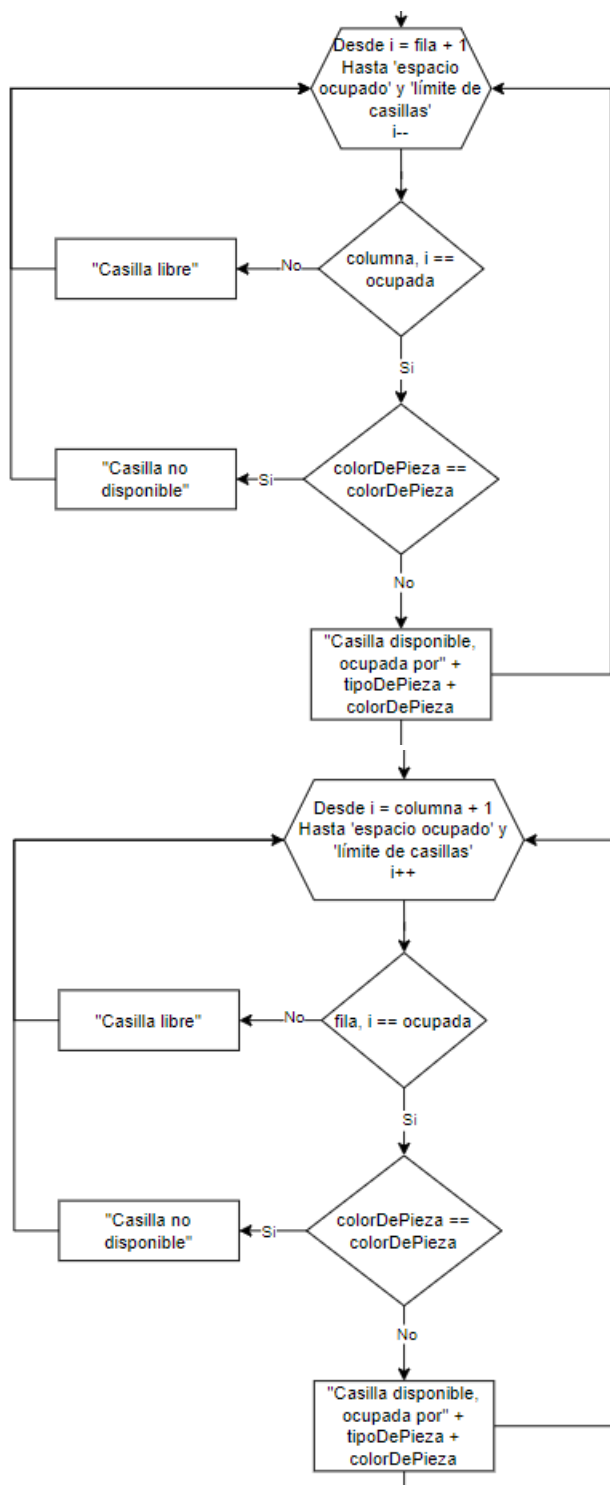 Desde i = fila + 1
Hasta 'espacio
ocupado' y 'límite de
casillas'
i--
columna, i ==
ocupada
No
"Casilla libre"
Si
colorDePieza ==
colorDePieza
Si
"Casilla no
disponible"
No
"Casilla disponible,
ocupada por" +
tipoDePieza +
colorDePieza
Desde i = columna + 1
Hasta 'espacio ocupado' y
'límite de casillas'
i++
fila, i == ocupada
No
"Casilla libre"
Si
colorDePieza ==
colorDePieza
Si
"Casilla no
disponible"
No
"Casilla disponible,
ocupada por" +
tipoDePieza +
colorDePieza